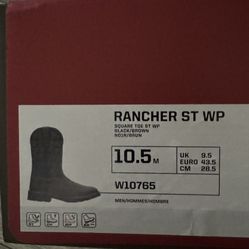 RANCHER ST WP
SQUARE TOE ST WP
BLACK/BROWN
NOIR/BRUN
10.5 M
UK 9.5
EURO 43.5
CM 28.5
W10765
MEN/HOMMES/HOMBRE